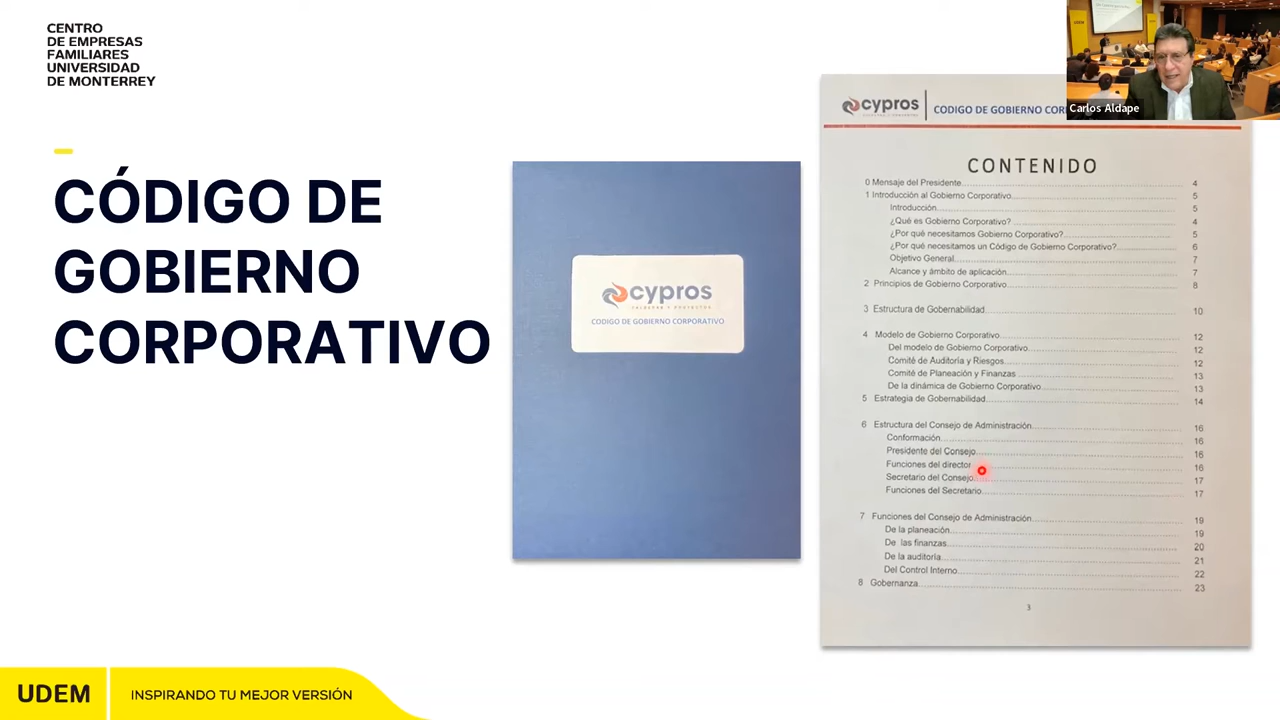 CENTRO
DE EMPRESAS
FAMILIARES
UNIVERSIDAD
DE MONTERREY
CÓDIGO DE
GOBIERNO
CORPORATIVO
cypros
TALENTOS Y PROYECTOS
CODIGO DE GOBIERNO CORPORATIVO
cypros
CODIGO DE GOBIERNO COR
UDEM
Carlos Aldape
CONTENIDO
0 Mensaje del Presidente 4
1 Introducción al Gobierno Corporativo 5
Introducción 5
¿Qué es Gobierno Corporativo? 4
¿Por qué necesitamos Gobierno Corporativo? 5
¿Por qué necesitamos un Código de Gobierno Corporativo? 6
Objetivo General 7
Alcance y ámbito de aplicación 7
2 Principios de Gobierno Corporativo 8
3 Estructura de Gobernabilidad 10
4 Modelo de Gobierno Corporativo 12
Del modelo de Gobierno Corporativo 12
Comité de Auditoría y Riesgos 12
Comité de Planeación y Finanzas 13
De la dinámica de Gobierno Corporativo 13
5 Estrategia de Gobernabilidad 14
6 Estructura del Consejo de Administración 16
Conformación 16
Presidente del Consejo 16
Funciones del director 16
Secretario del Consejo 17
Funciones del Secretario 17
7 Funciones del Consejo de Administración 19
De la planeación 19
De las finanzas 20
De la auditoría 21
Del Control Interno 22
8 Gobernanza 23
3
UDEM
INSPIRANDO TU MEJOR VERSIÓN